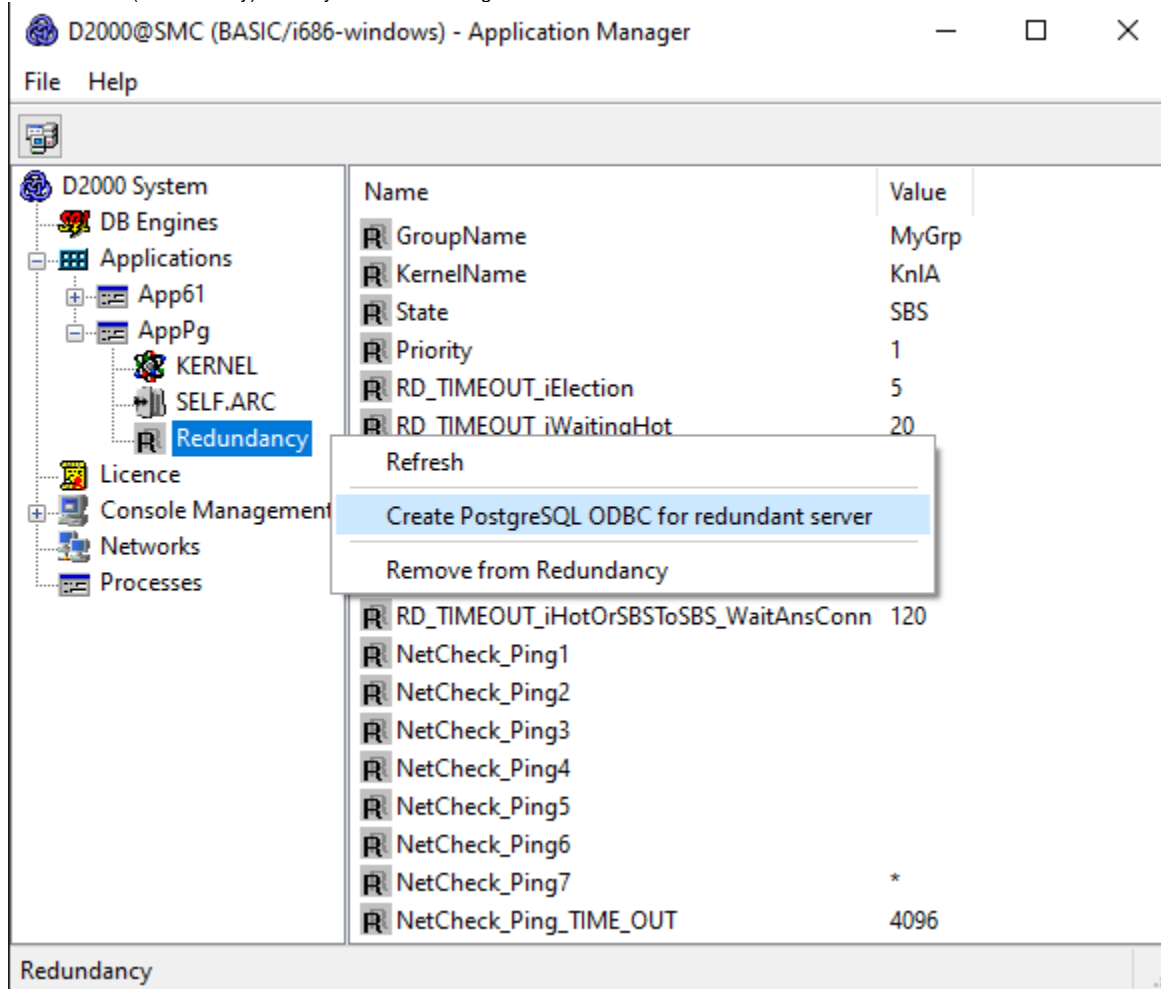 D2000@SMC (BASIC/i686-windows) - Application Manager
File Help
D2000 System
DB Engines
Applications
App61
AppPg
KERNEL
SELF.ARC
Redundancy
Licence
Console Management
Networks
Processes
Name Value
GroupName MyGrp
KernelName KnlA
State SBS
Priority 1
RD_TIMEOUT_iElection 5
RD_TIMEOUT_iWaitingHot 20
Refresh
Create PostgreSQL ODBC for redundant server
Remove from Redundancy
RD_TIMEOUT_iHotOrSBSToSBS_WaitAnsConn 120
NetCheck_Ping1
NetCheck_Ping2
NetCheck_Ping3
NetCheck_Ping4
NetCheck_Ping5
NetCheck_Ping6
NetCheck_Ping7 *
NetCheck_Ping_TIME_OUT 4096
Redundancy